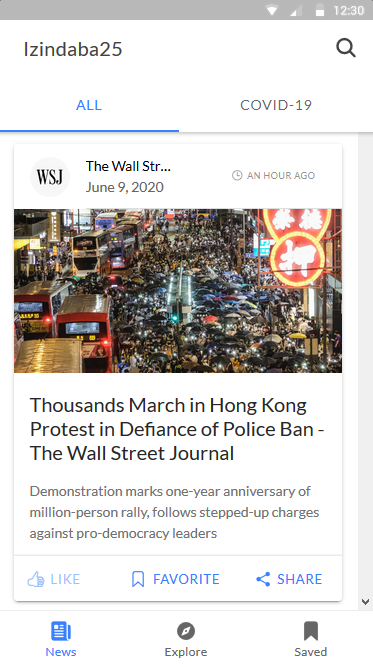 12:30
Izindaba25
ALL
COVID-19
WSJ
The Wall Str...
June 9, 2020
AN HOUR AGO
押
Thousands March in Hong Kong
Protest in Defiance of Police Ban -
The Wall Street Journal
Demonstration marks one-year anniversary of
million-person rally, follows stepped-up charges
against pro-democracy leaders
LIKE
FAVORITE
SHARE
News
Explore
Saved